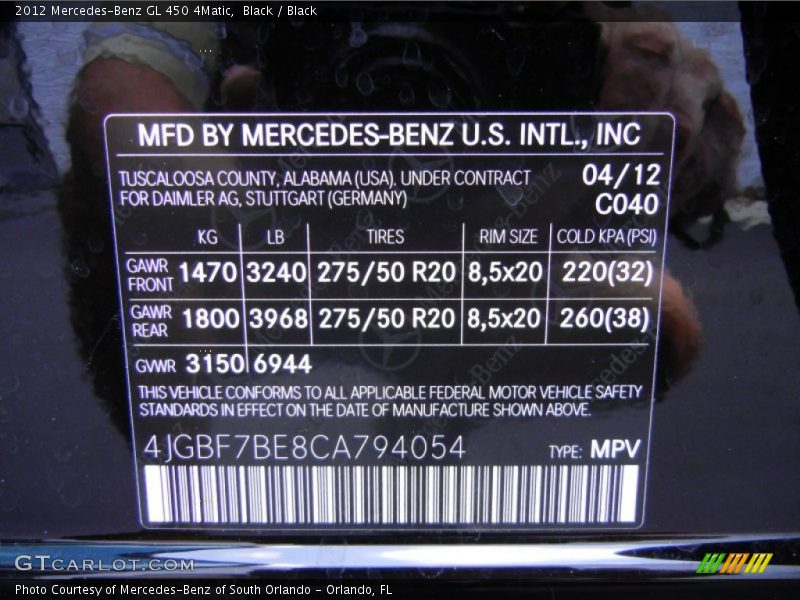 2012 Mercedes-Benz GL 450 4Matic,  Black / Black
MFD BY MERCEDES-BENZ U.S. INTL., INC
TUSCALOOSA COUNTY, ALABAMA (USA). UNDER CONTRACT 04/12
FOR DAIMLER AG, STUTTGART (GERMANY) C040
KG LB TIRES RIM SIZE COLD KPA (PSI)
GAWR FRONT 1470 3240 275/50 R20 8,5x20 220(32)
GAWR REAR 1800 3968 275/50 R20 8,5x20 260(38)
GVWR 3150 6944
THIS VEHICLE CONFORMS TO ALL APPLICABLE FEDERAL MOTOR VEHICLE SAFETY
STANDARDS IN EFFECT ON THE DATE OF MANUFACTURE SHOWN ABOVE.
4JGBF7BE8CA794054 TYPE: MPV
GTCARLOT.COM
Photo Courtesy of Mercedes-Benz of South Orlando - Orlando, FL